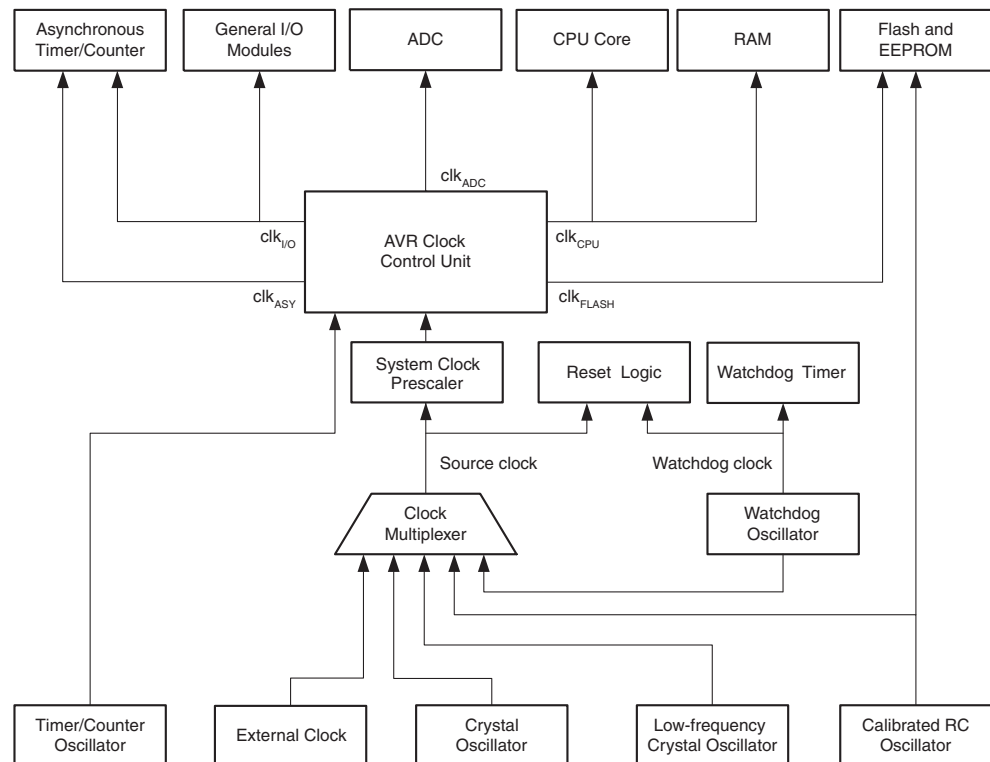 Asynchronous
Timer/Counter
General I/O
Modules
ADC
CPU Core
RAM
Flash and
EEPROM
clkADC
clkI/O
AVR Clock
Control Unit
clkCPU
clkASY
clkFLASH
System Clock
Prescaler
Reset Logic
Watchdog Timer
Source clock
Watchdog clock
Clock
Multiplexer
Watchdog
Oscillator
Timer/Counter
Oscillator
External Clock
Crystal
Oscillator
Low-frequency
Crystal Oscillator
Calibrated RC
Oscillator